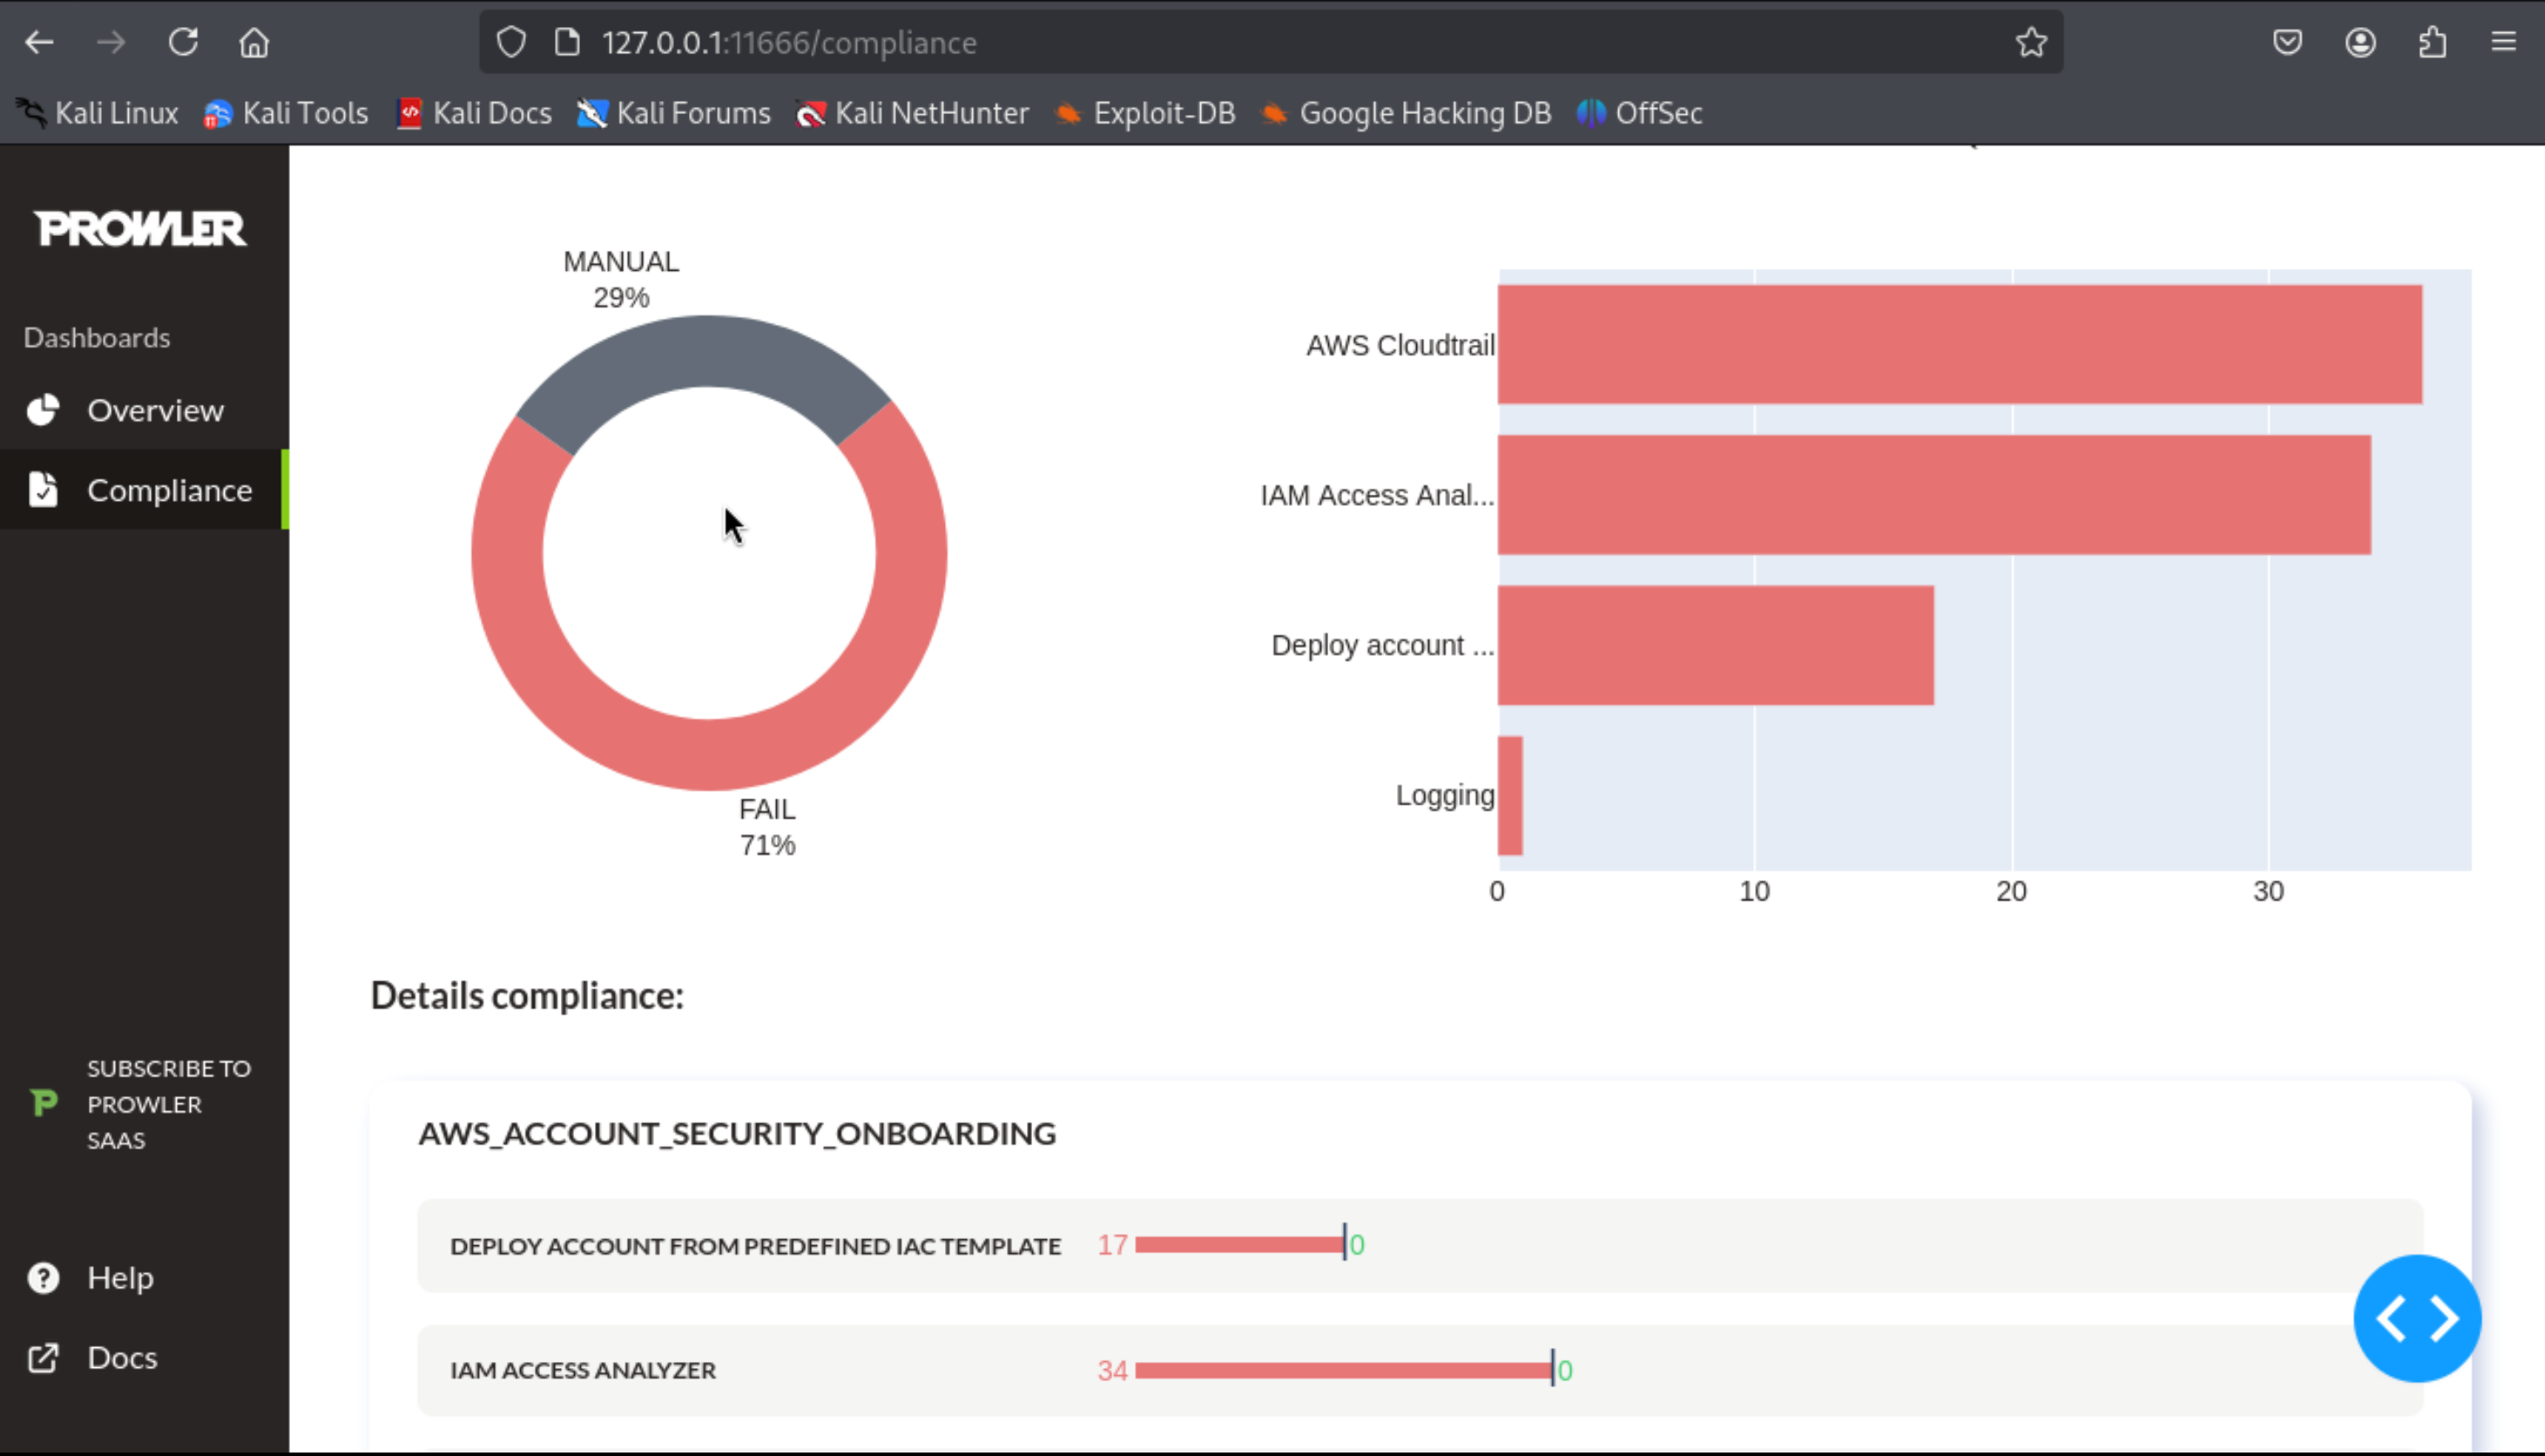 127.0.0.1:11666/compliance
Kali Linux Kali Tools Kali Docs Kali Forums Kali NetHunter Exploit-DB Google Hacking DB OffSec
PROWLER
Dashboards
Overview
Compliance
SUBSCRIBE TO
PROWLER
SAAS
Help
Docs
MANUAL
29%
FAIL
71%
AWS Cloudtrail
IAM Access Anal...
Deploy account ...
Logging
0 10 20 30
Details compliance:
AWS_ACCOUNT_SECURITY_ONBOARDING
DEPLOY ACCOUNT FROM PREDEFINED IAC TEMPLATE 17 0
IAM ACCESS ANALYZER 34 0